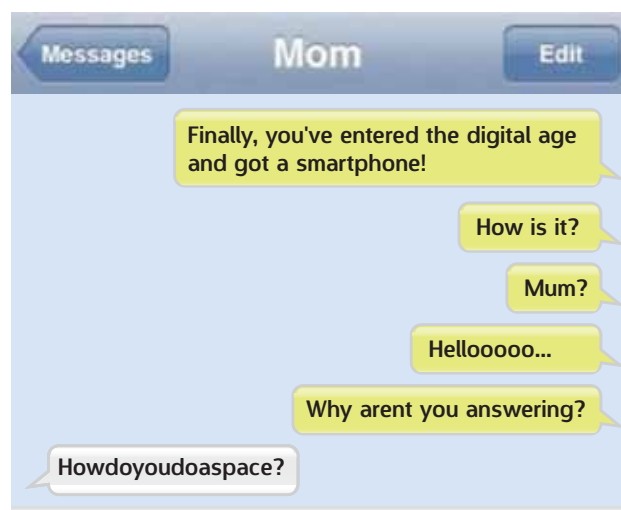 Messages
Mom
Edit
Finally, you've entered the digital age
and got a smartphone!
How is it?
Mum?
Hellooooo...
Why arent you answering?
Howdoyoudoaspace?